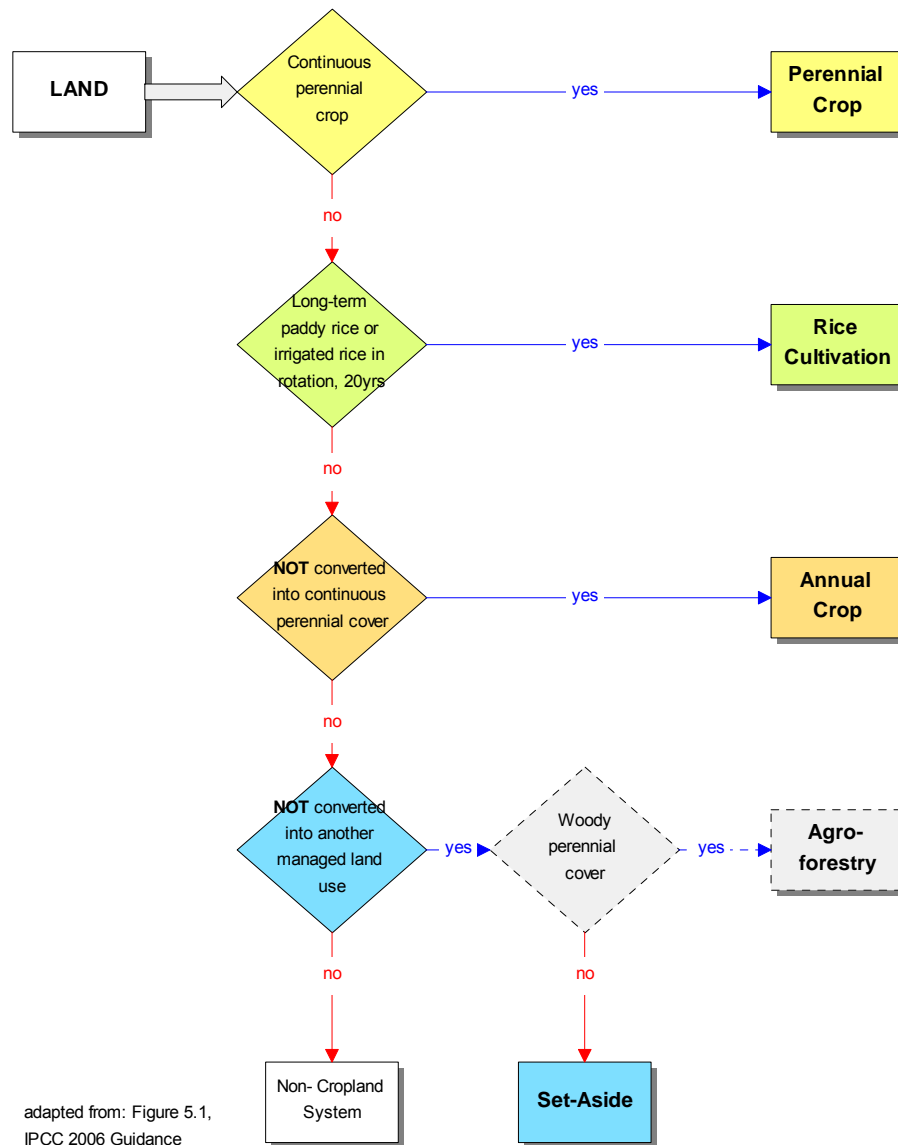 LAND
Continuous
perennial
crop
yes
Perennial
Crop
no
Long-term
paddy rice or
irrigated rice in
rotation, 20yrs
yes
Rice
Cultivation
no
NOT converted
into continuous
perennial cover
yes
Annual
Crop
no
NOT converted
into another
managed land
use
yes
Woody
perennial
cover
yes
Agro-
forestry
no
no
Non- Cropland
System
Set-Aside
adapted from: Figure 5.1,
IPCC 2006 Guidance